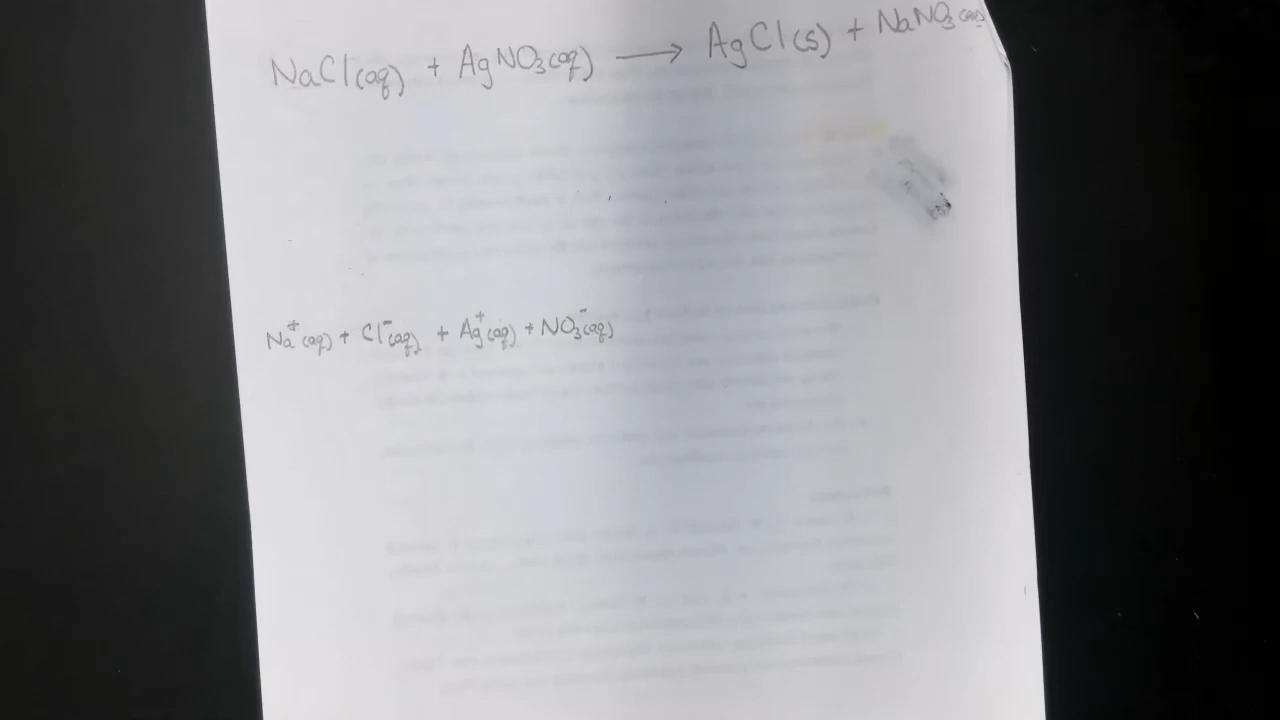 NaCl(aq) + AgNO₃(aq) ⟶ AgCl(s) + NaNO₃(aq)
Na⁺(aq) + Cl⁻(aq) + Ag⁺(aq) + NO₃⁻(aq)